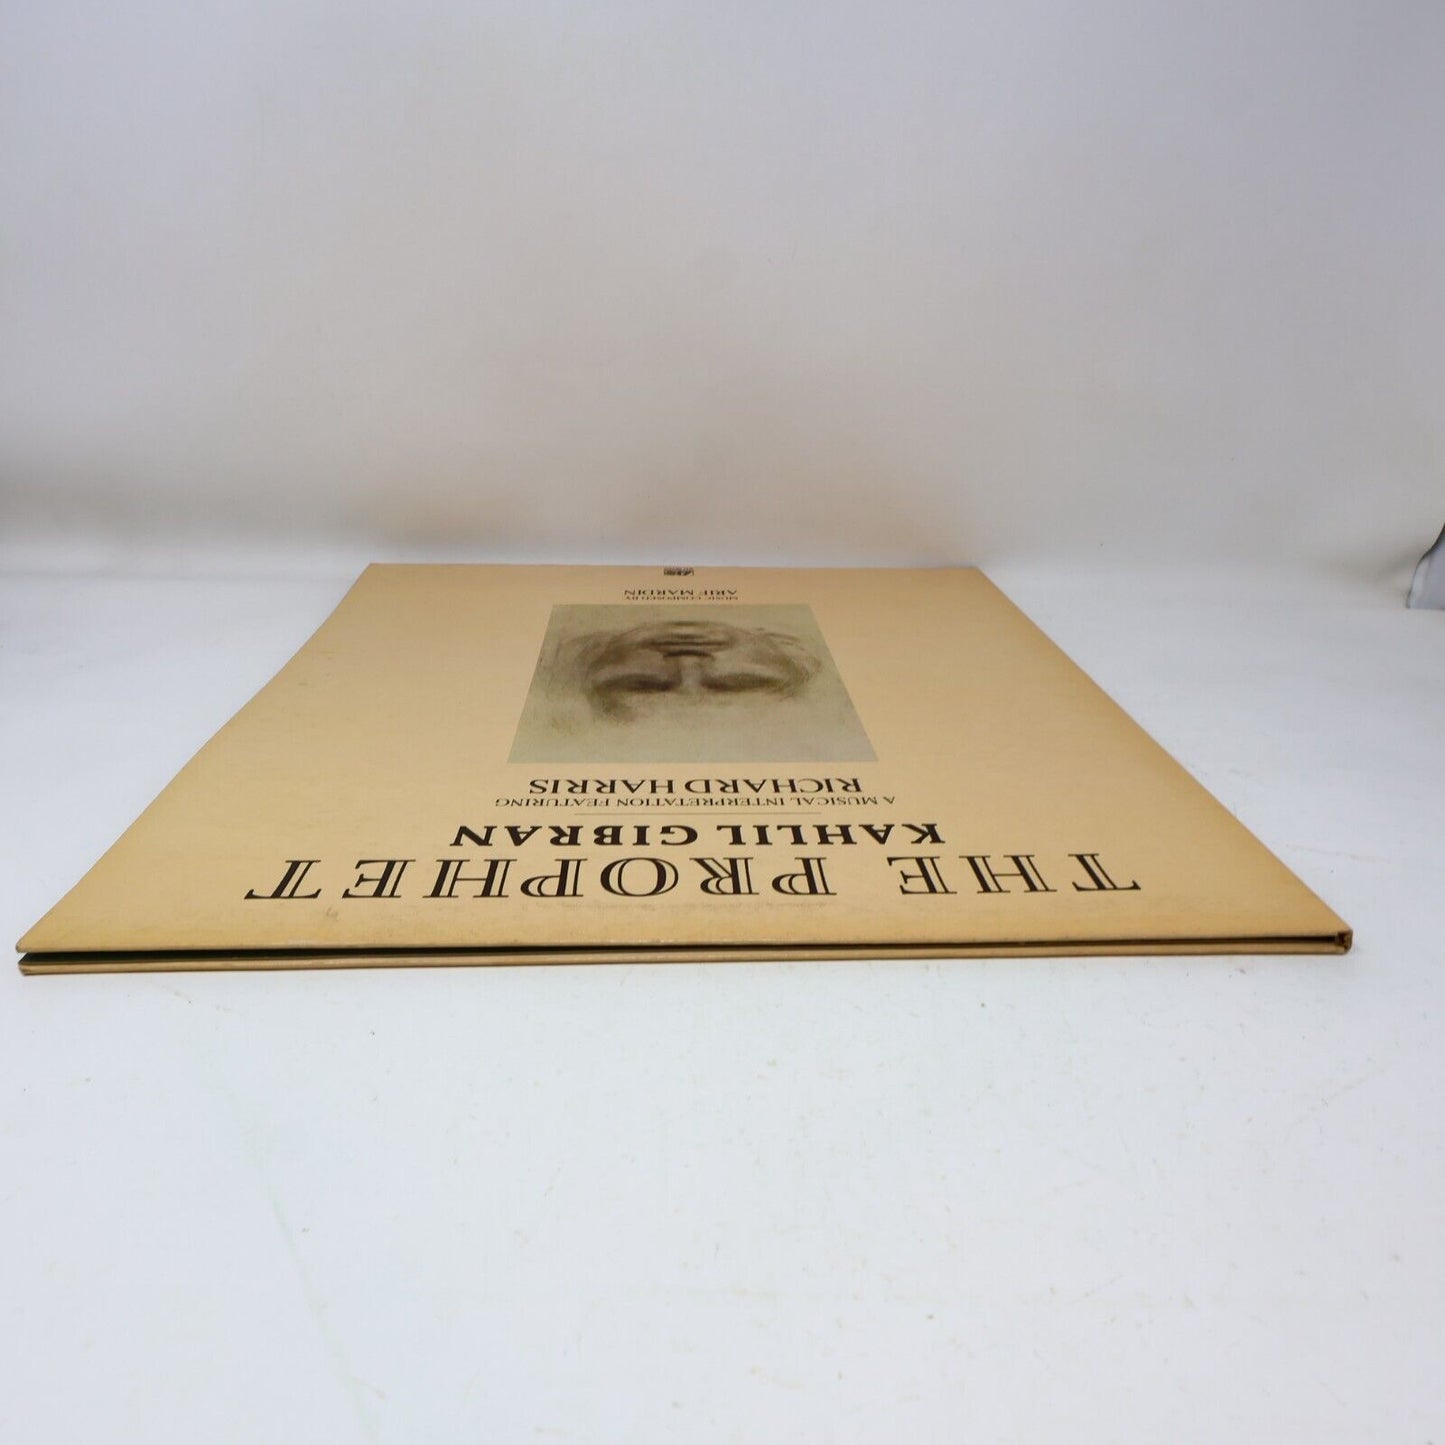 THE PROPHET
KAHLIL GIBRAN
A MUSICAL INTERPRETATION FEATURING
RICHARD HARRIS
MUSIC COMPOSED BY
ARIF MARDIN